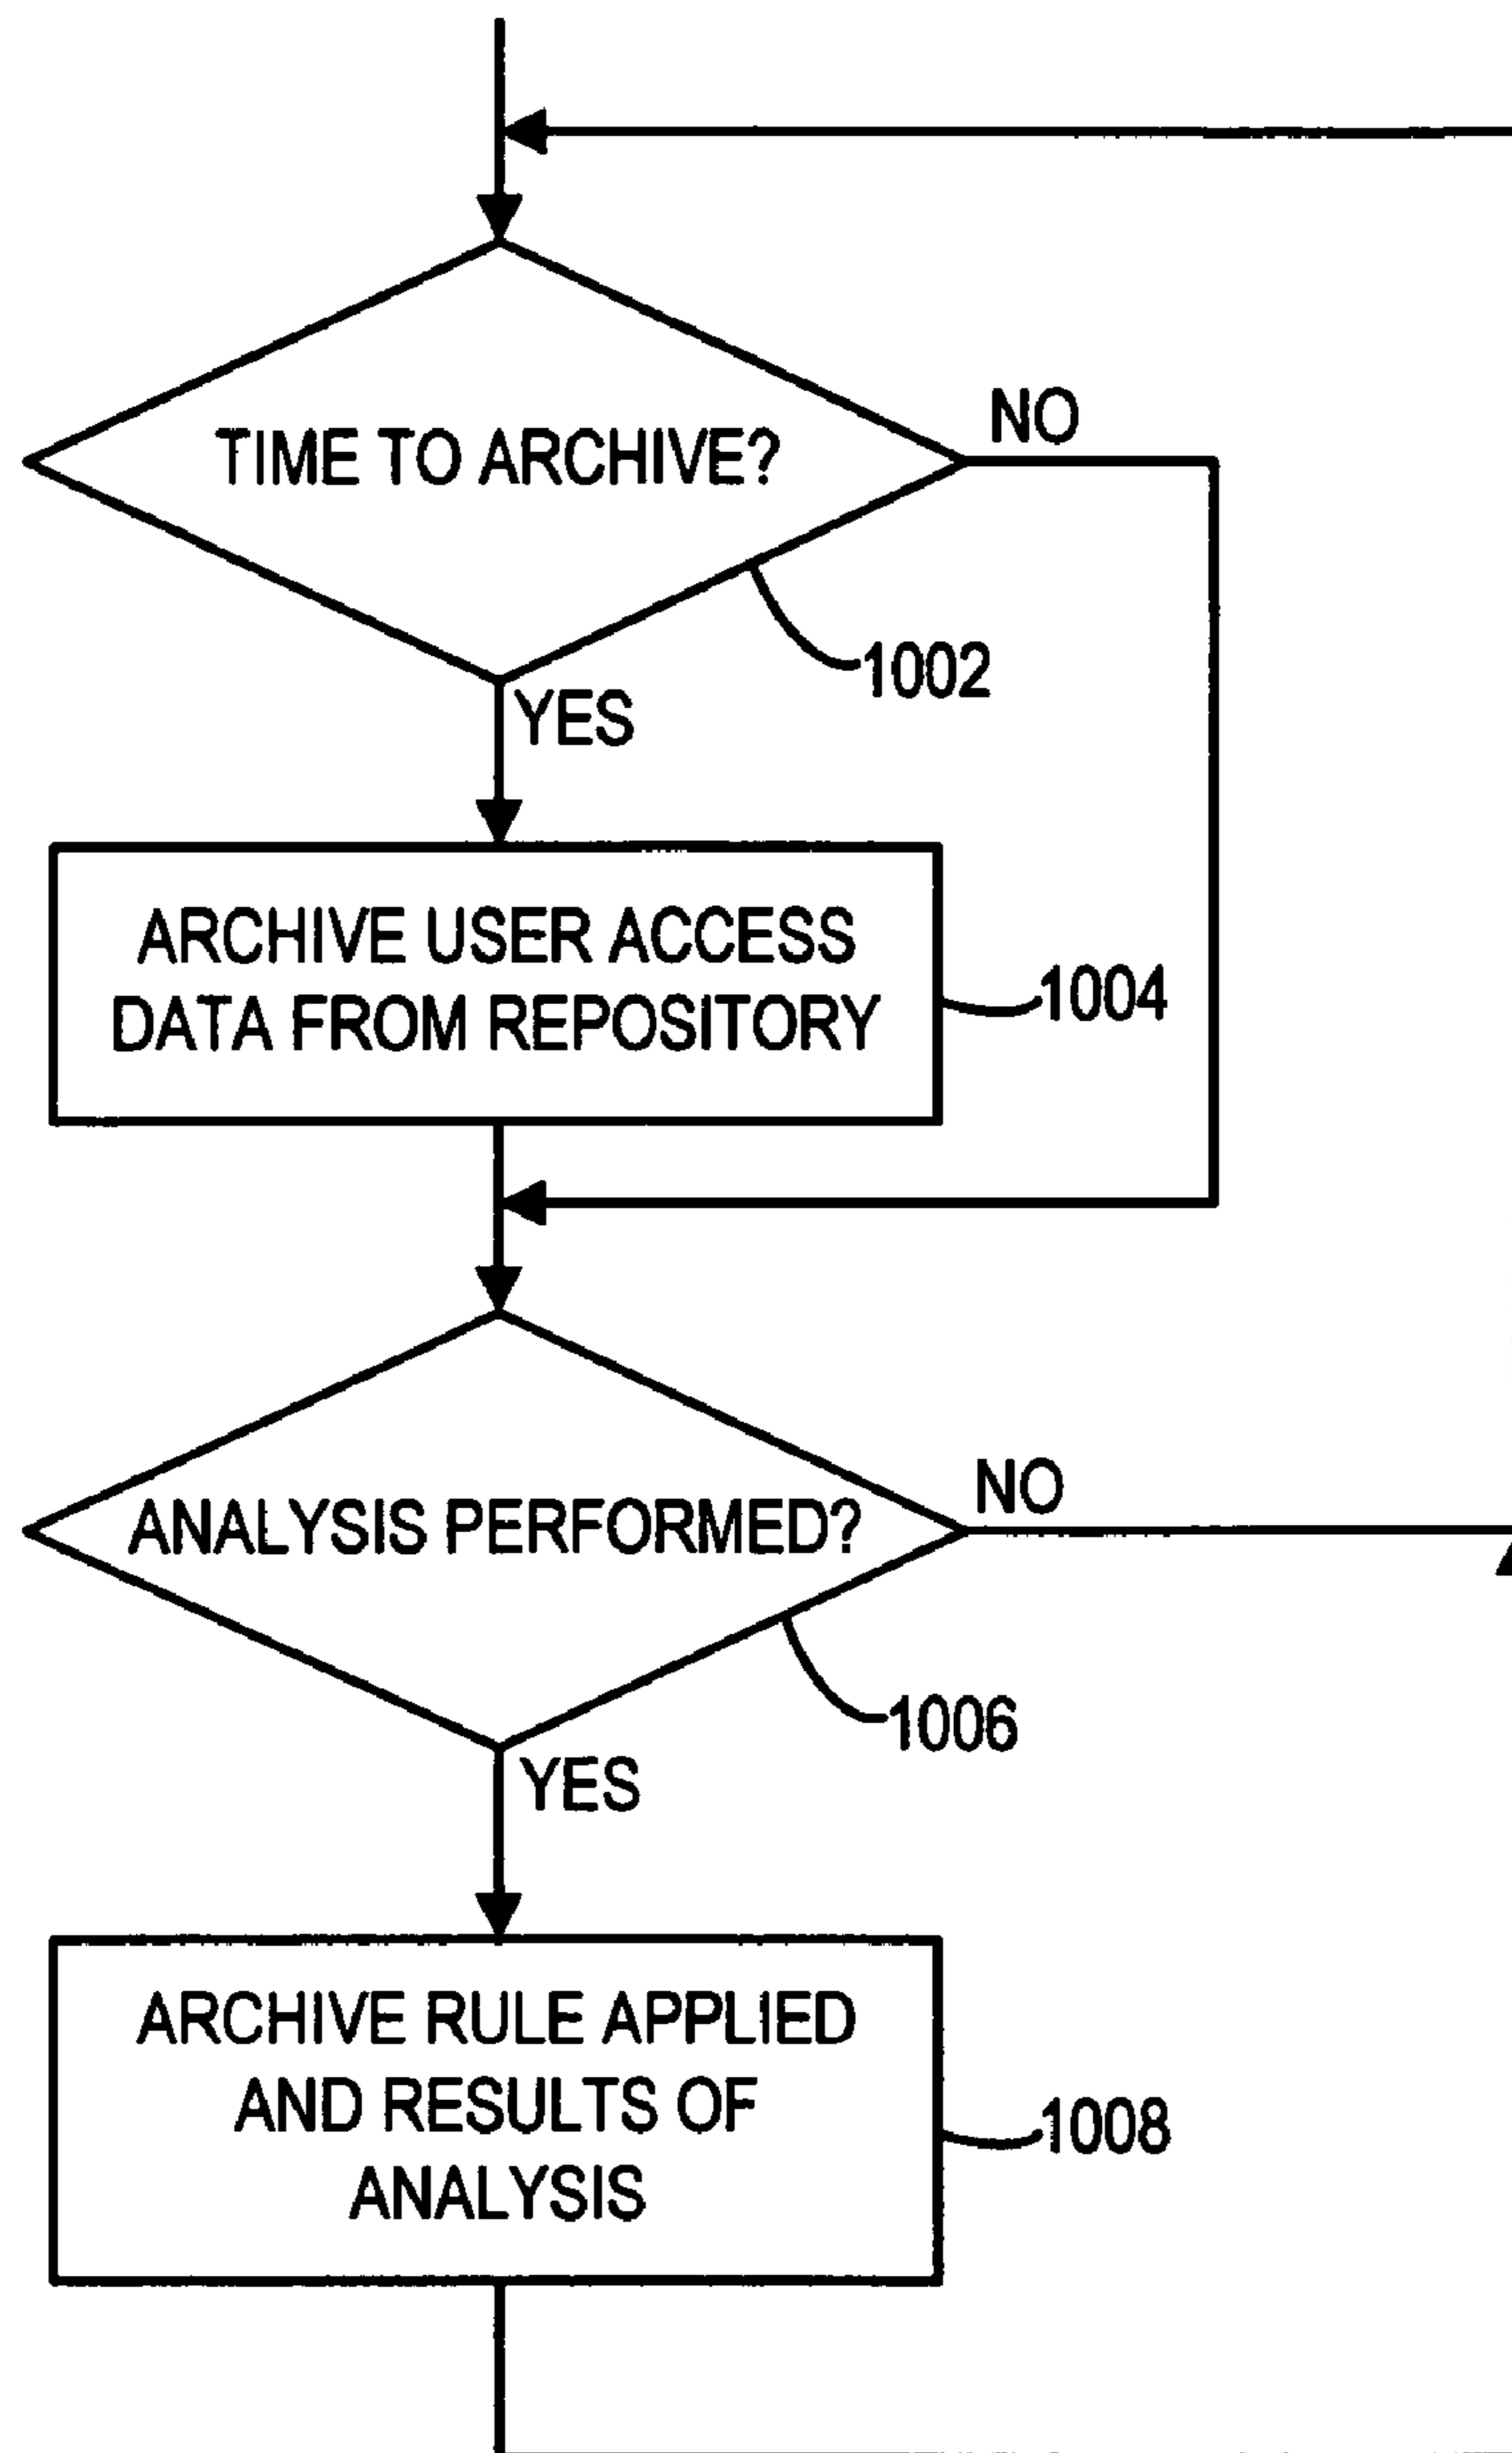 NO
TIME TO ARCHIVE?
1002
YES
ARCHIVE USER ACCESS
DATA FROM REPOSITORY
1004
NO
ANALYSIS PERFORMED?
1006
YES
ARCHIVE RULE APPLIED
AND RESULTS OF
ANALYSIS
1008